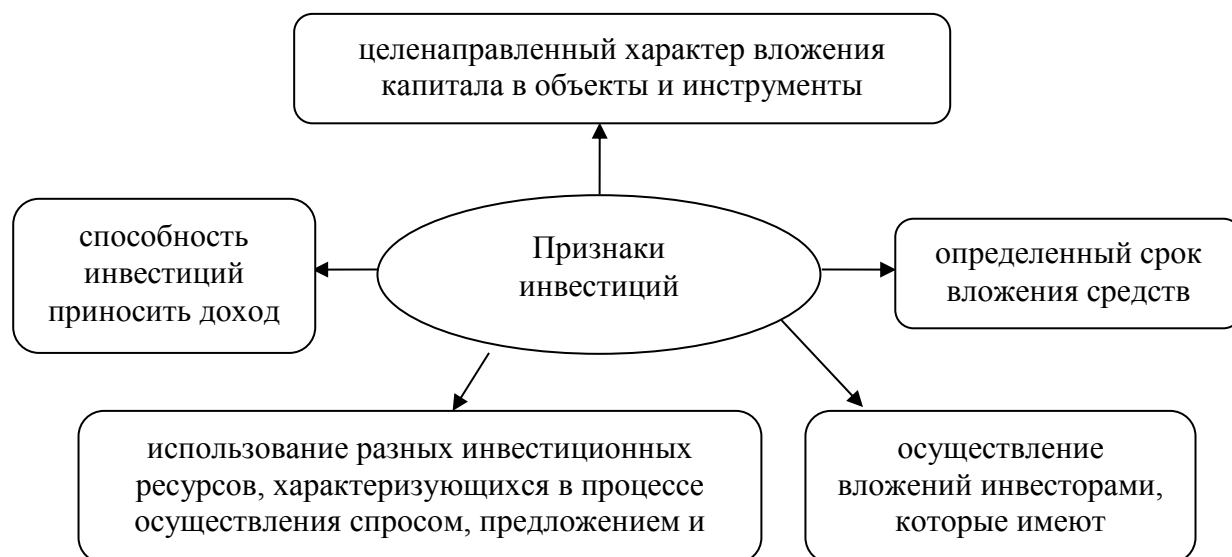 целенаправленный характер вложения
капитала в объекты и инструменты
способность
инвестиций
приносить доход
Признаки
инвестиций
определенный срок
вложения средств
использование разных инвестиционных
ресурсов, характеризующихся в процессе
осуществления спросом, предложением и
осуществление
вложений инвесторами,
которые имеют